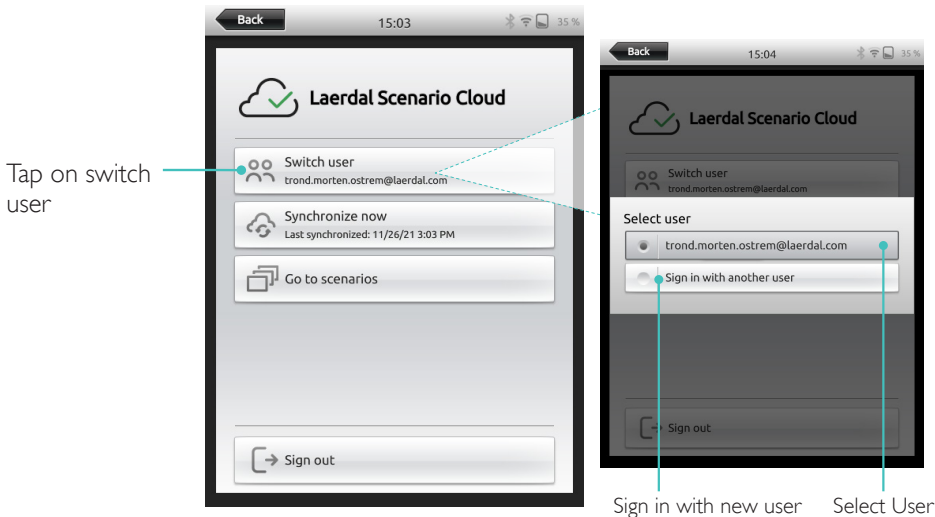 Back
15:03
35 %
Laerdal Scenario Cloud
Switch user
trond.morten.ostrem@laerdal.com
Synchronize now
Last synchronized: 11/26/21 3:03 PM
Go to scenarios
Sign out
Tap on switch
user
Back
15:04
35 %
Laerdal Scenario Cloud
Switch user
trond.morten.ostrem@laerdal.com
Select user
trond.morten.ostrem@laerdal.com
Sign in with another user
Sign out
Sign in with new user
Select User